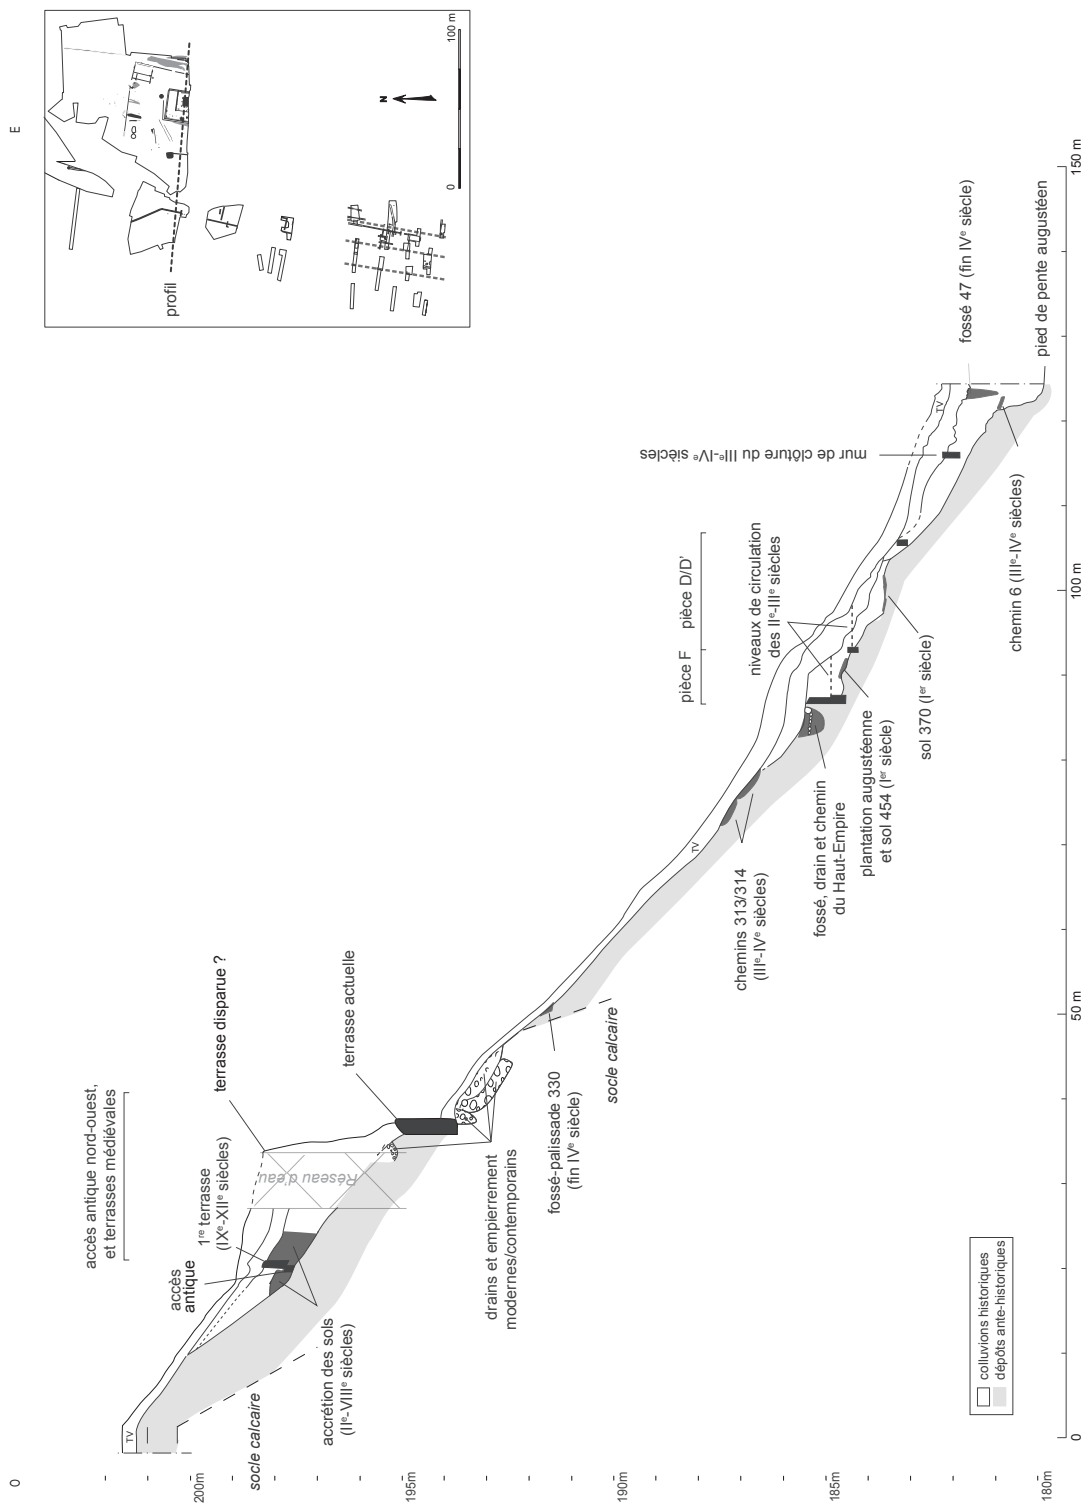 0
E
profil
N
0
100 m
accès antique nord-ouest,
et terrasses médiévales
accès
antique
1re terrasse
(IXe-XIIe siècles)
terrasse disparue ?
terrasse actuelle
Réseau d'eau
TV
socle calcaire
accrétion des sols
(IIe-VIIIe siècles)
drains et empierrement
modernes/contemporains
fossé-palissade 330
(fin IVe siècle)
socle calcaire
TV
chemins 313/314
(IIIe-IVe siècles)
fossé, drain et chemin
du Haut-Empire
pièce F
pièce D/D'
niveaux de circulation
des IIe-IIIe siècles
plantation augustéenne
et sol 454 (Ier siècle)
sol 370 (Ier siècle)
mur de clôture du IIIe-IVe siècles
TV
chemin 6 (IIIe-IVe siècles)
fossé 47 (fin IVe siècle)
pied de pente augustéen
200m
195m
190m
185m
180m
0
50 m
100 m
150 m
colluvions historiques
dépôts ante-historiques